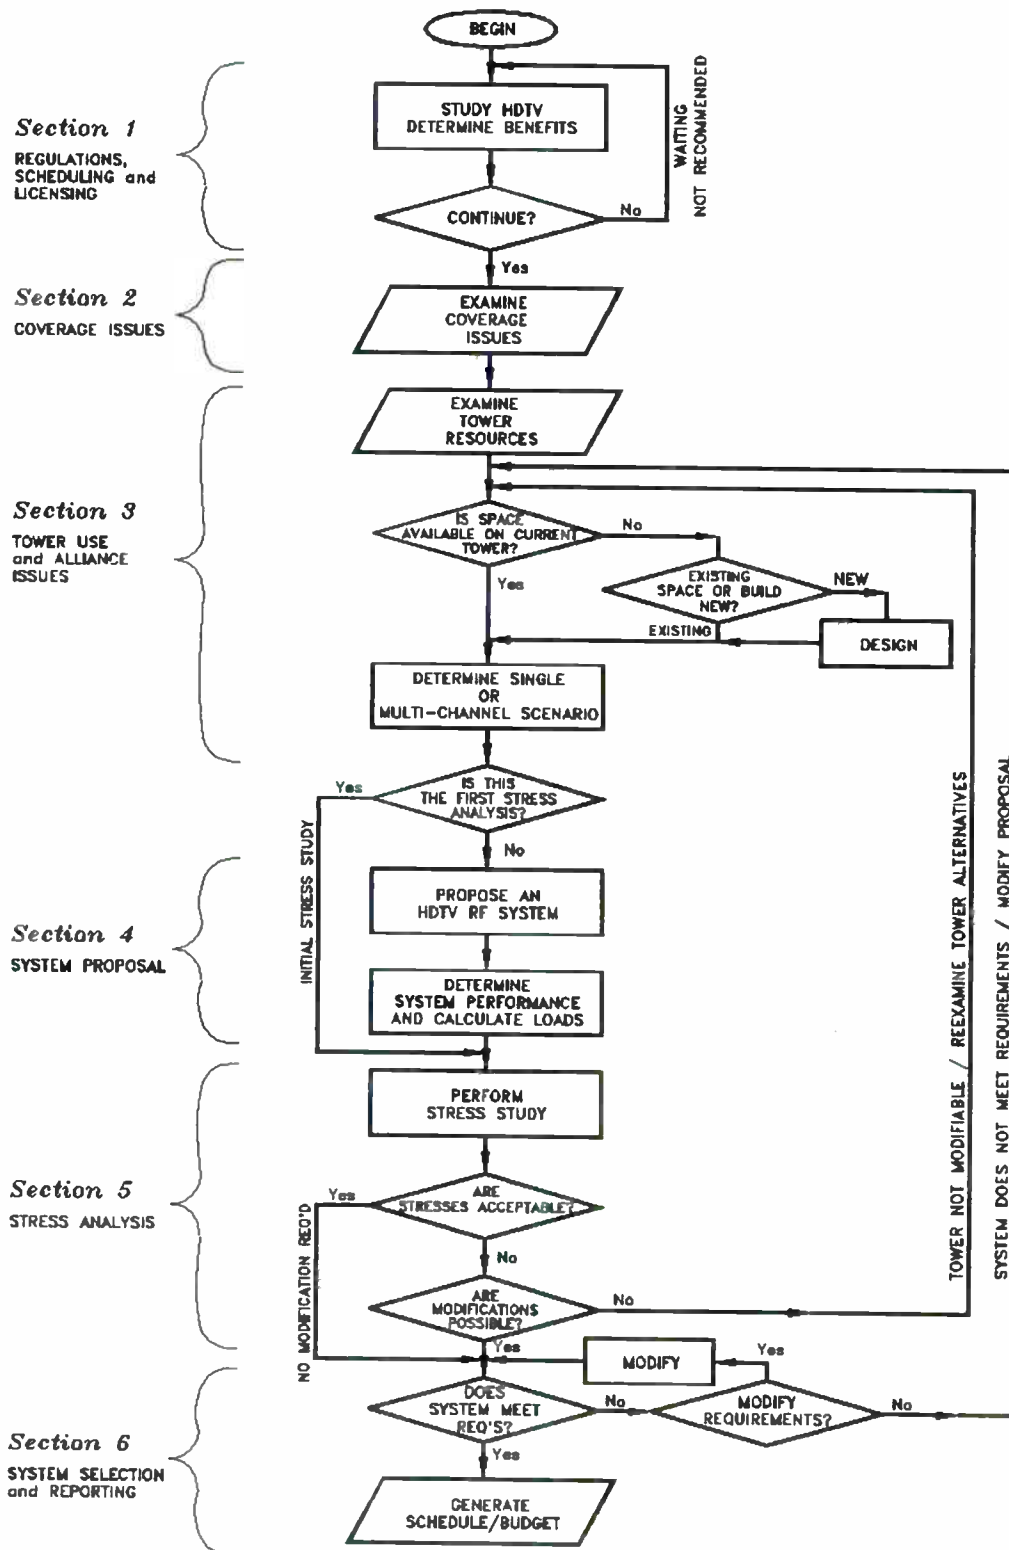 BEGIN
Section 1
REGULATIONS,
SCHEDULING and
LICENSING
STUDY HDTV
DETERMINE BENEFITS
WAITING
NOT RECOMMENDED
CONTINUE?
No
Yes
Section 2
COVERAGE ISSUES
EXAMINE
COVERAGE
ISSUES
EXAMINE
TOWER
RESOURCES
Section 3
TOWER USE
and ALLIANCE
ISSUES
IS SPACE
AVAILABLE ON CURRENT
TOWER?
No
Yes
EXISTING
SPACE OR BUILD
NEW?
NEW
EXISTING
DESIGN
DETERMINE SINGLE
OR
MULTI-CHANNEL SCENARIO
IS THIS
THE FIRST STRESS
ANALYSIS?
Yes
No
INITIAL STRESS STUDY
Section 4
SYSTEM PROPOSAL
PROPOSE AN
HDTV RF SYSTEM
DETERMINE
SYSTEM PERFORMANCE
AND CALCULATE LOADS
TOWER NOT MODIFIABLE / REEXAMINE TOWER ALTERNATIVES
SYSTEM DOES NOT MEET REQUIREMENTS / MODIFY PROPOSAL
Section 5
STRESS ANALYSIS
PERFORM
STRESS STUDY
ARE
STRESSES ACCEPTABLE?
Yes
No
NO MODIFICATION REQ'D
ARE
MODIFICATIONS
POSSIBLE?
No
Yes
MODIFY
Yes
Section 6
SYSTEM SELECTION
and REPORTING
DOES
SYSTEM MEET
REQ'S?
No
MODIFY
REQUIREMENTS?
No
Yes
GENERATE
SCHEDULE/BUDGET